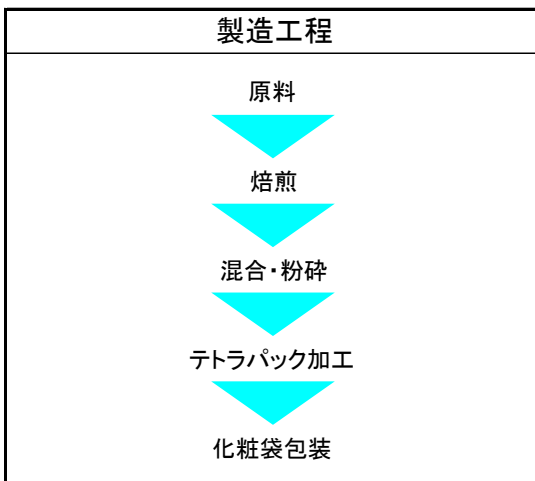 製造工程
原料
焙煎
混合・粉砕
テトラパック加工
化粧袋包装